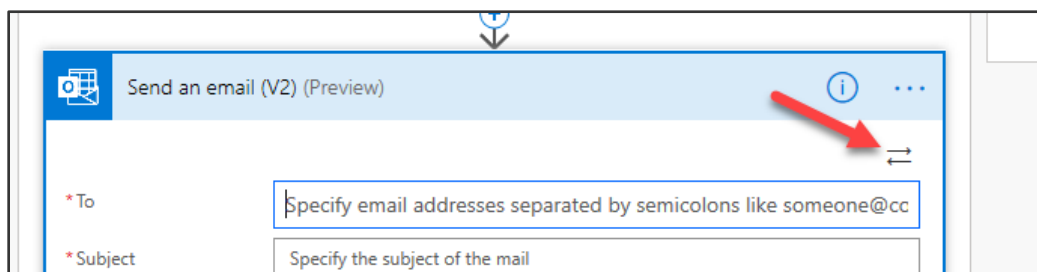 Send an email (V2) (Preview)
* To
Specify email addresses separated by semicolons like someone@co
* Subject
Specify the subject of the mail